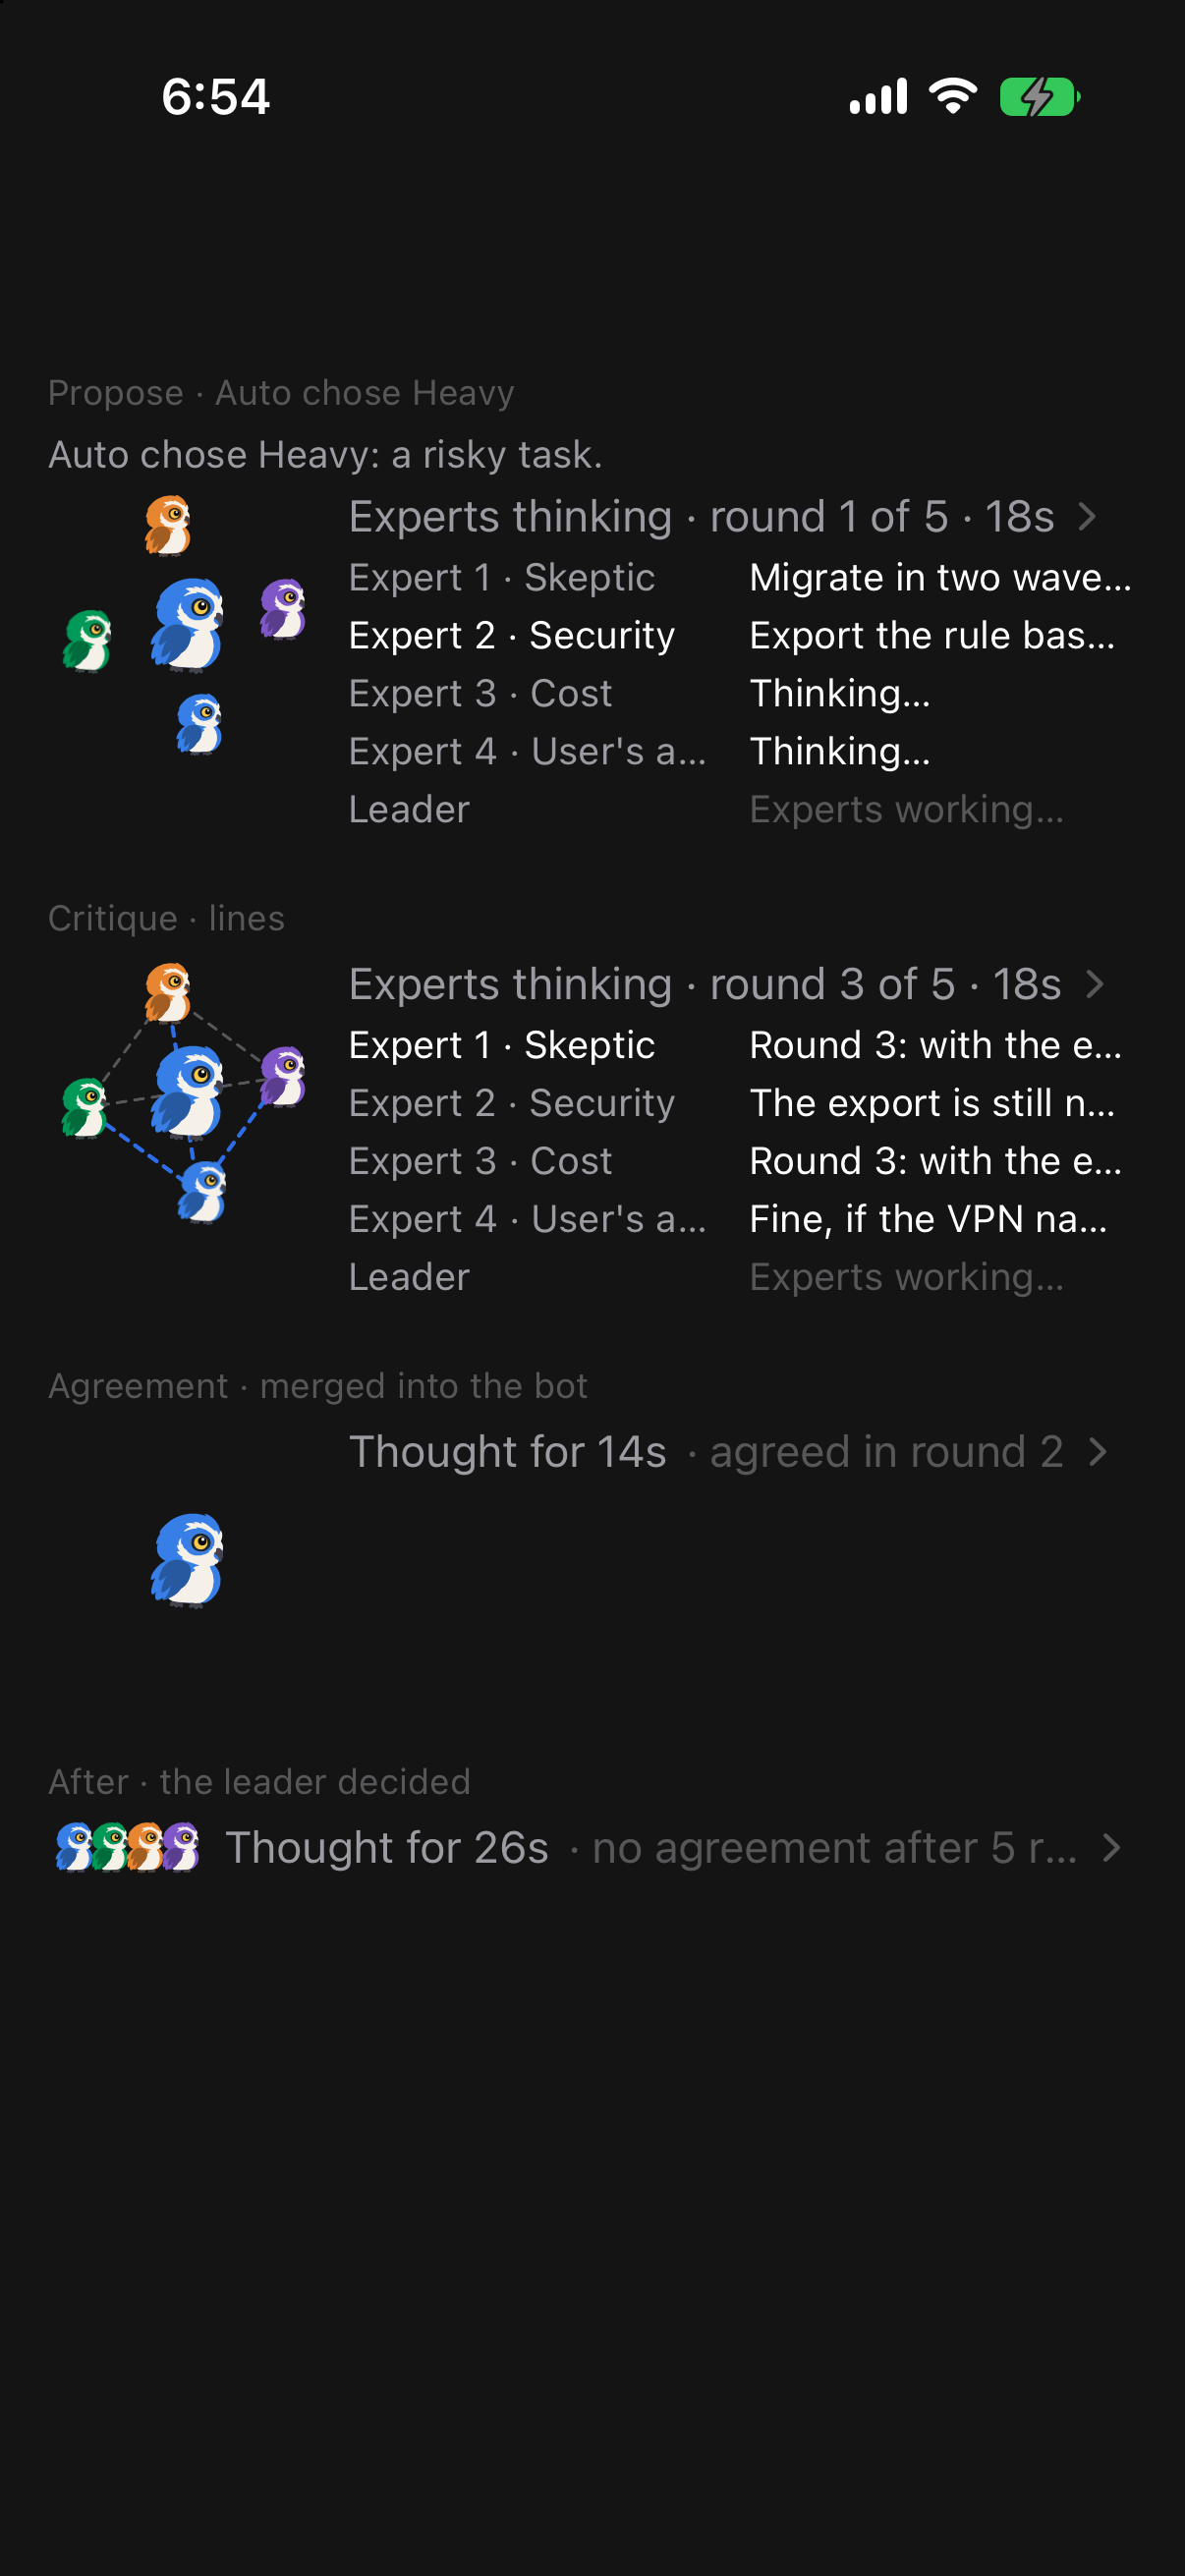 6:54
Propose · Auto chose Heavy
Auto chose Heavy: a risky task.
Experts thinking · round 1 of 5 · 18s
Expert 1 · Skeptic Migrate in two wave...
Expert 2 · Security Export the rule bas...
Expert 3 · Cost Thinking...
Expert 4 · User's a... Thinking...
Leader Experts working...
Critique · lines
Experts thinking · round 3 of 5 · 18s
Expert 1 · Skeptic Round 3: with the e...
Expert 2 · Security The export is still n...
Expert 3 · Cost Round 3: with the e...
Expert 4 · User's a... Fine, if the VPN na...
Leader Experts working...
Agreement · merged into the bot
Thought for 14s · agreed in round 2
After · the leader decided
Thought for 26s · no agreement after 5 r...